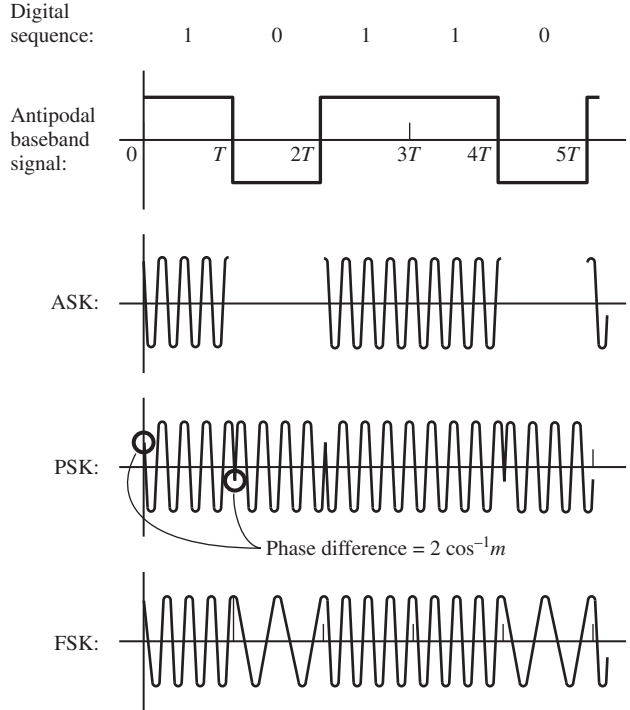 Digital
sequence: 1 0 1 1 0
Antipodal
baseband
signal:
0 T 2T 3T 4T 5T
ASK:
PSK:
Phase difference = 2 cos⁻¹m
FSK: